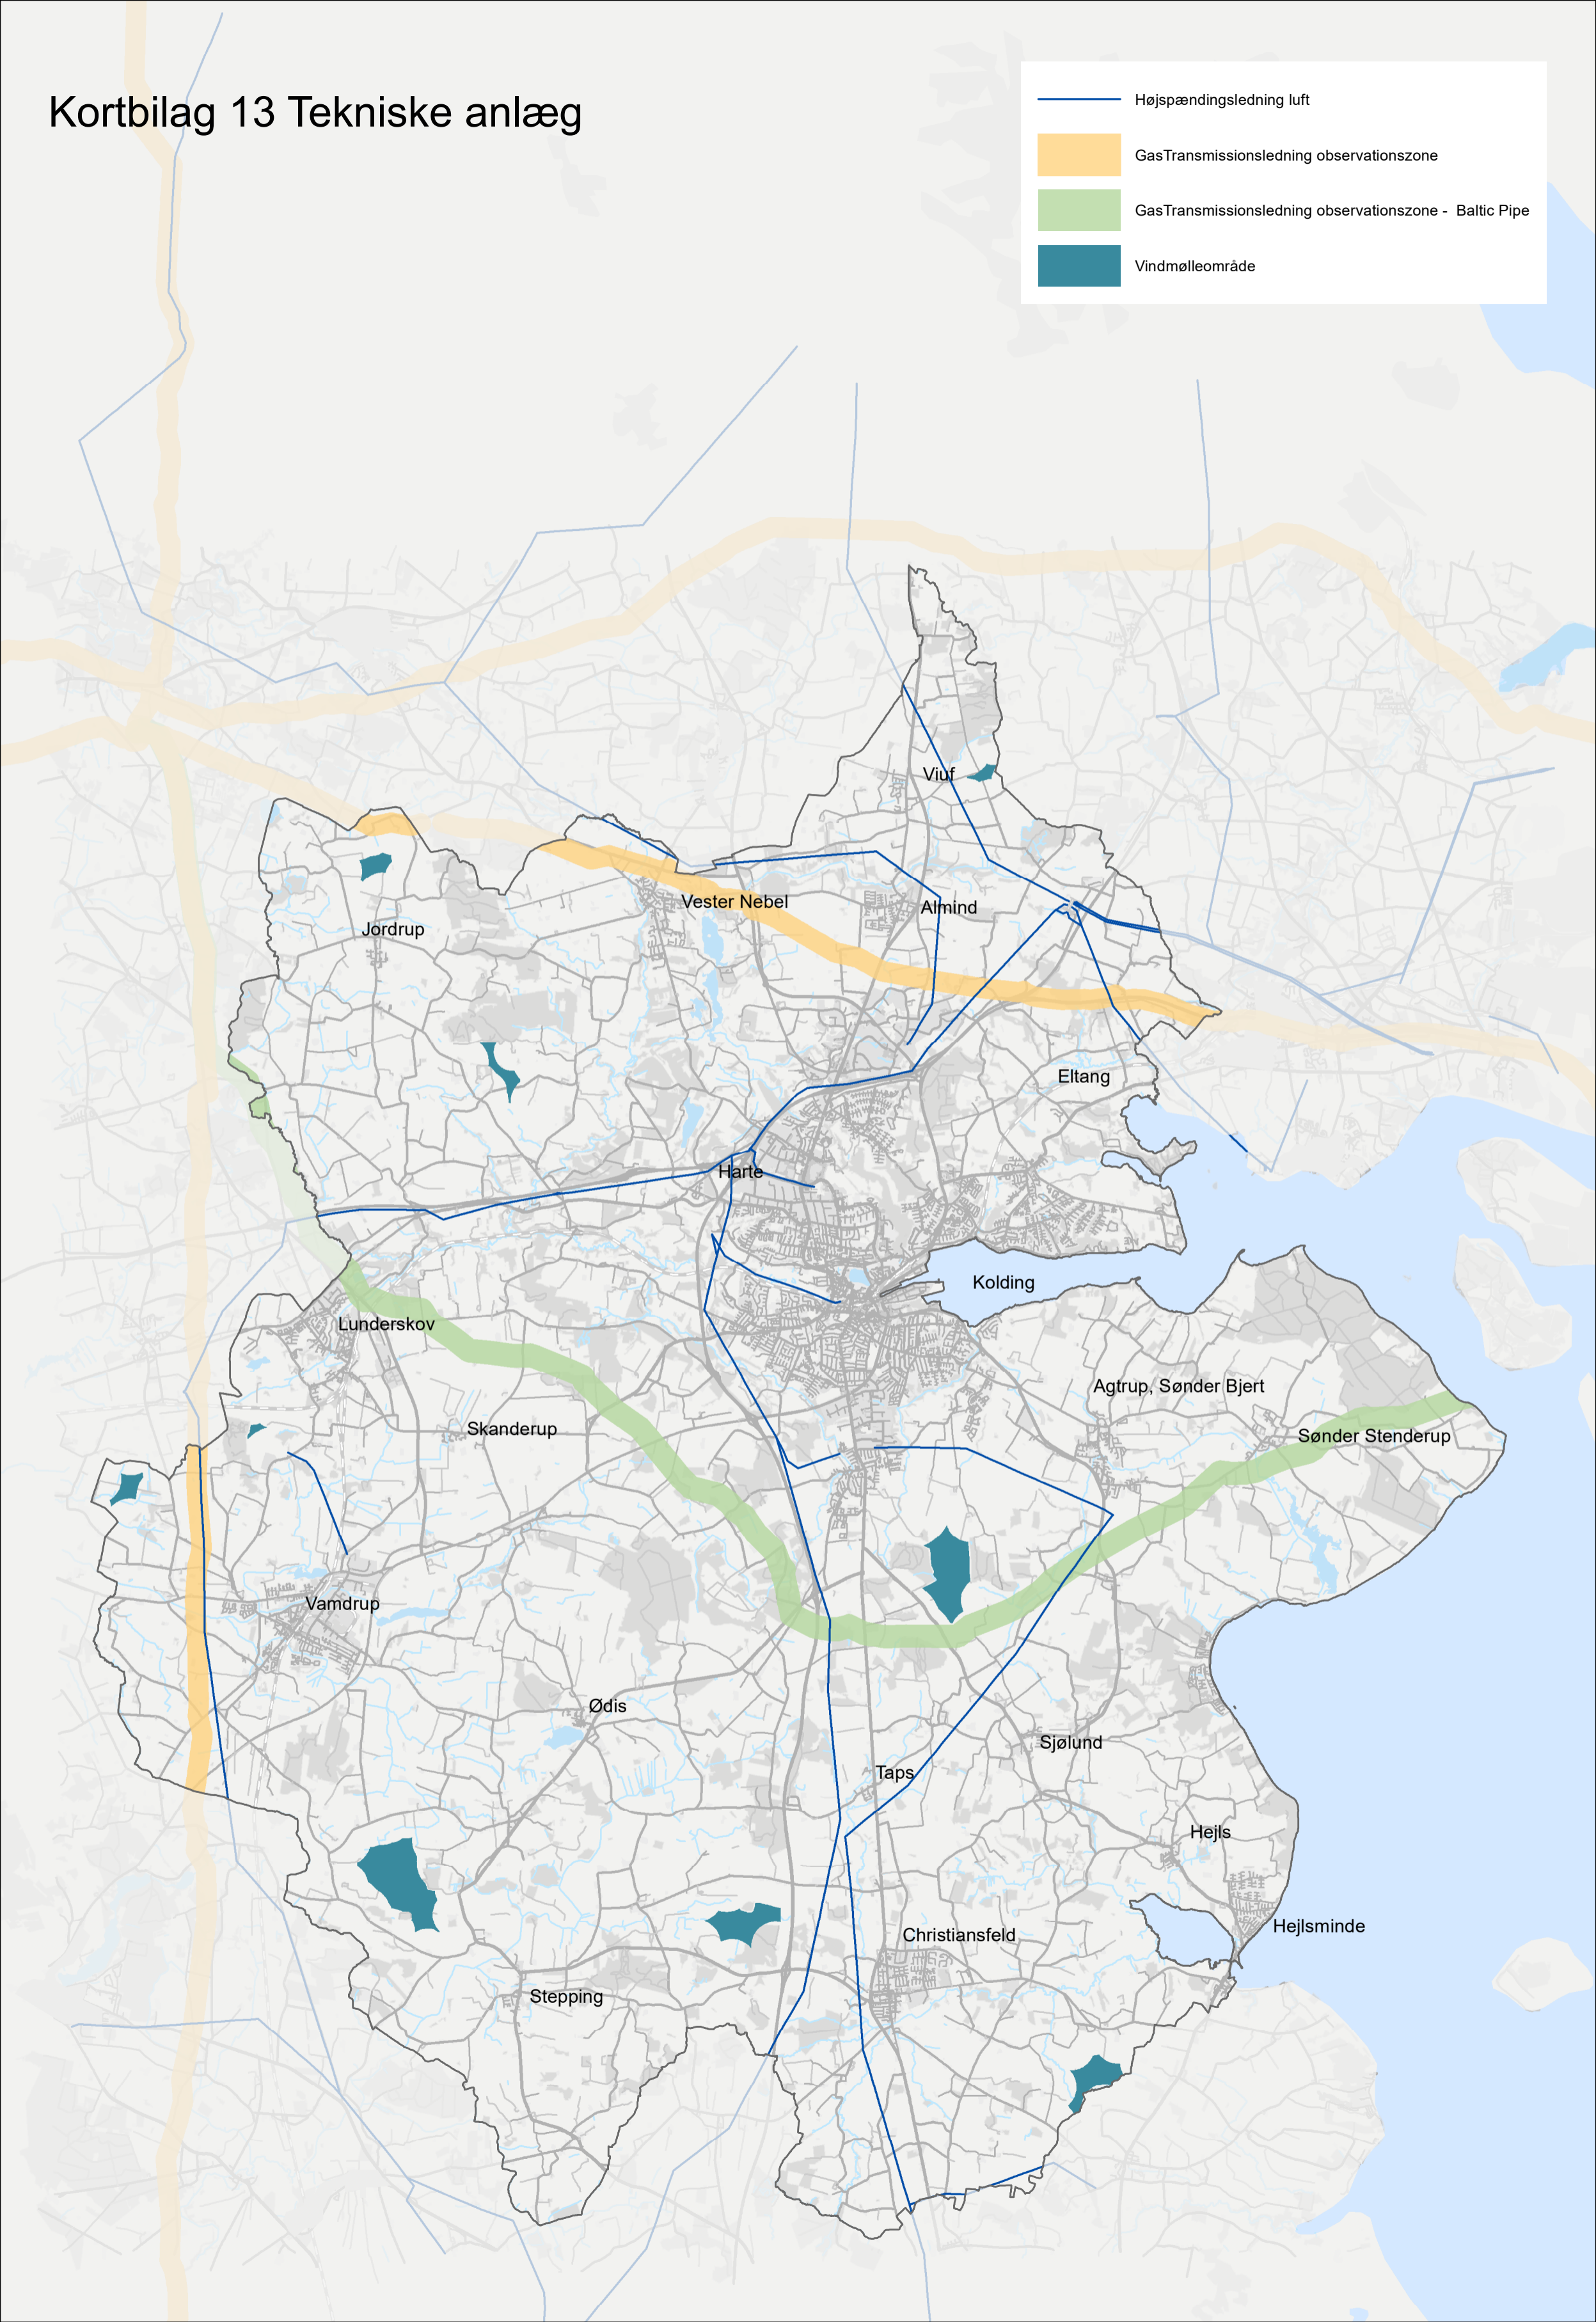 Kortbilag 13 Tekniske anlæg
Højspændingsledning luft
GasTransmissionsledning observationszone
GasTransmissionsledning observationszone -  Baltic Pipe
Vindmølleområde
Viuf
Vester Nebel
Almind
Jordrup
Eltang
Harte
Kolding
Lunderskov
Agtrup, Sønder Bjert
Skanderup
Sønder Stenderup
Vamdrup
Ødis
Sjølund
Taps
Hejls
Hejlsminde
Christiansfeld
Stepping